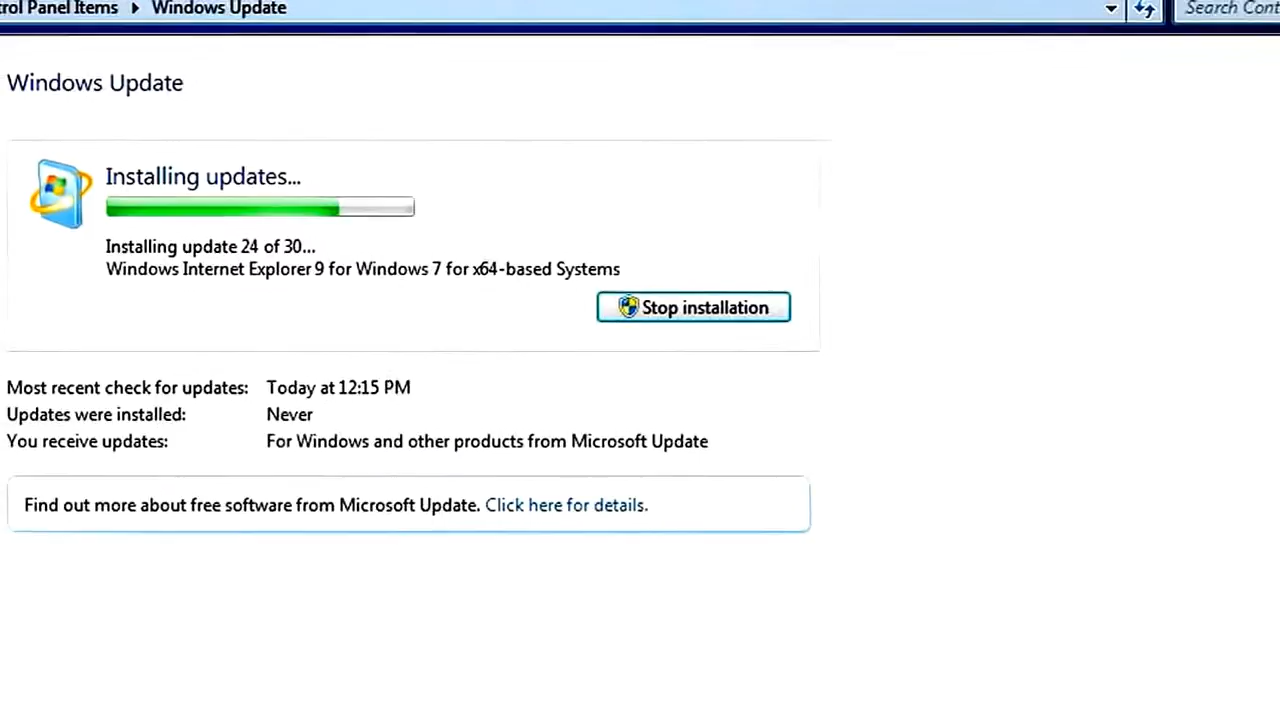 Panel Items ▸ Windows Update
Search
Windows Update
Installing updates...
Installing update 24 of 30...
Windows Internet Explorer 9 for Windows 7 for x64-based Systems
Stop installation
Most recent check for updates: Today at 12:15 PM
Updates were installed: Never
You receive updates: For Windows and other products from Microsoft Update
Find out more about free software from Microsoft Update. Click here for details.